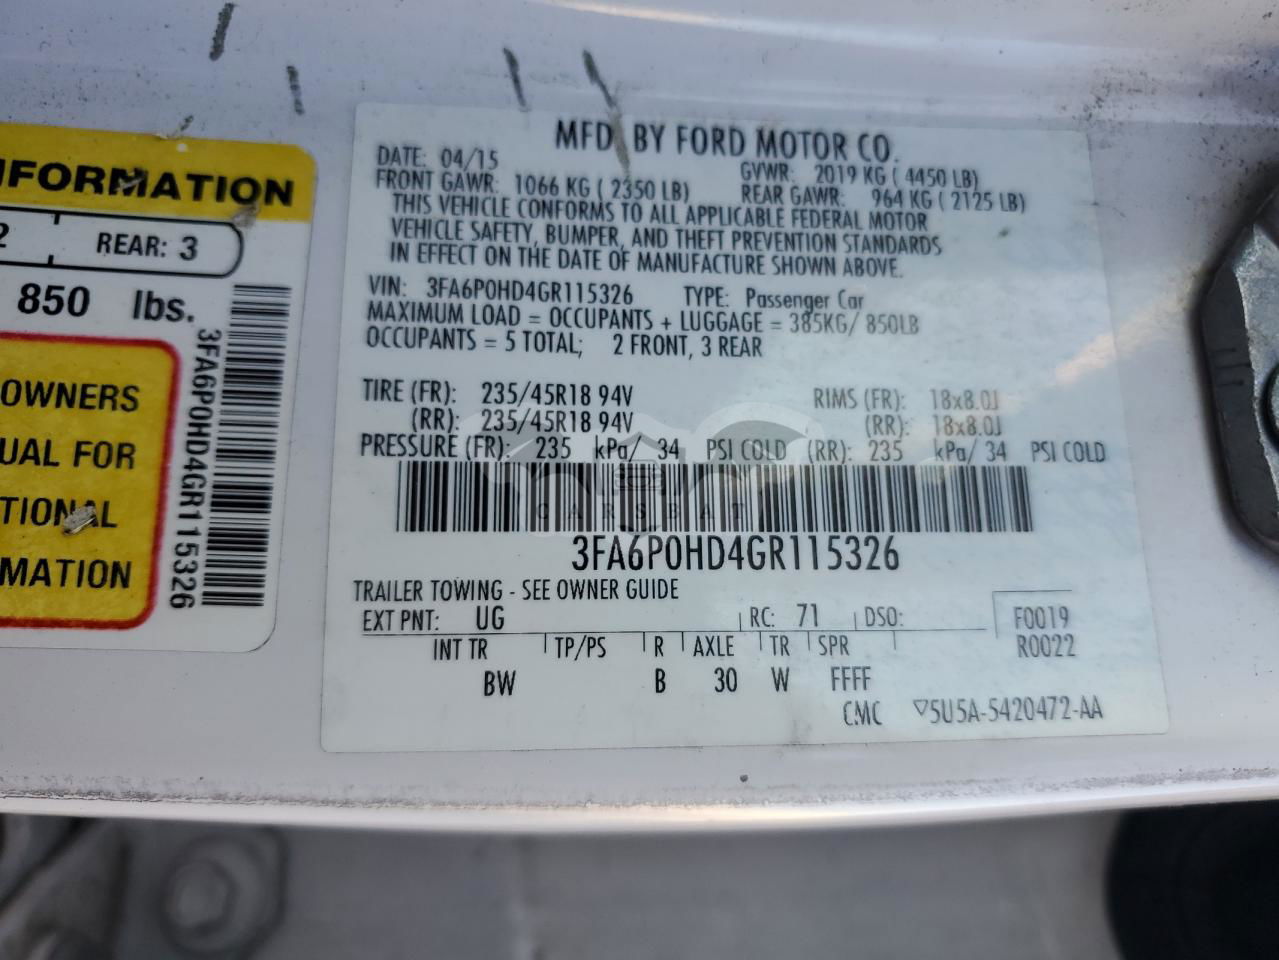 NFORMATION
2 REAR: 3
850 lbs.
OWNERS
UAL FOR
TIONAL
MATION
3FA6P0HD4GR115326
MFD. BY FORD MOTOR CO.
DATE: 04/15 GVWR: 2019 KG ( 4450 LB)
FRONT GAWR: 1066 KG ( 2350 LB) REAR GAWR: 964 KG ( 2125 LB)
THIS VEHICLE CONFORMS TO ALL APPLICABLE FEDERAL MOTOR
VEHICLE SAFETY, BUMPER, AND THEFT PREVENTION STANDARDS
IN EFFECT ON THE DATE OF MANUFACTURE SHOWN ABOVE.
VIN: 3FA6P0HD4GR115326 TYPE: Passenger Car
MAXIMUM LOAD = OCCUPANTS + LUGGAGE = 385KG/ 850LB
OCCUPANTS = 5 TOTAL; 2 FRONT, 3 REAR
TIRE (FR): 235/45R18 94V RIMS (FR): 18x8.0J
(RR): 235/45R18 94V (RR): 18x8.0J
PRESSURE (FR): 235 kPa/ 34 PSI COLD (RR): 235 kPa/ 34 PSI COLD
CARSBAT
3FA6P0HD4GR115326
TRAILER TOWING - SEE OWNER GUIDE
EXT PNT: UG RC: 71 DSO: F0019
INT TR TP/PS R AXLE TR SPR R0022
BW B 30 W FFFF
CMC ▽5U5A-5420472-AA